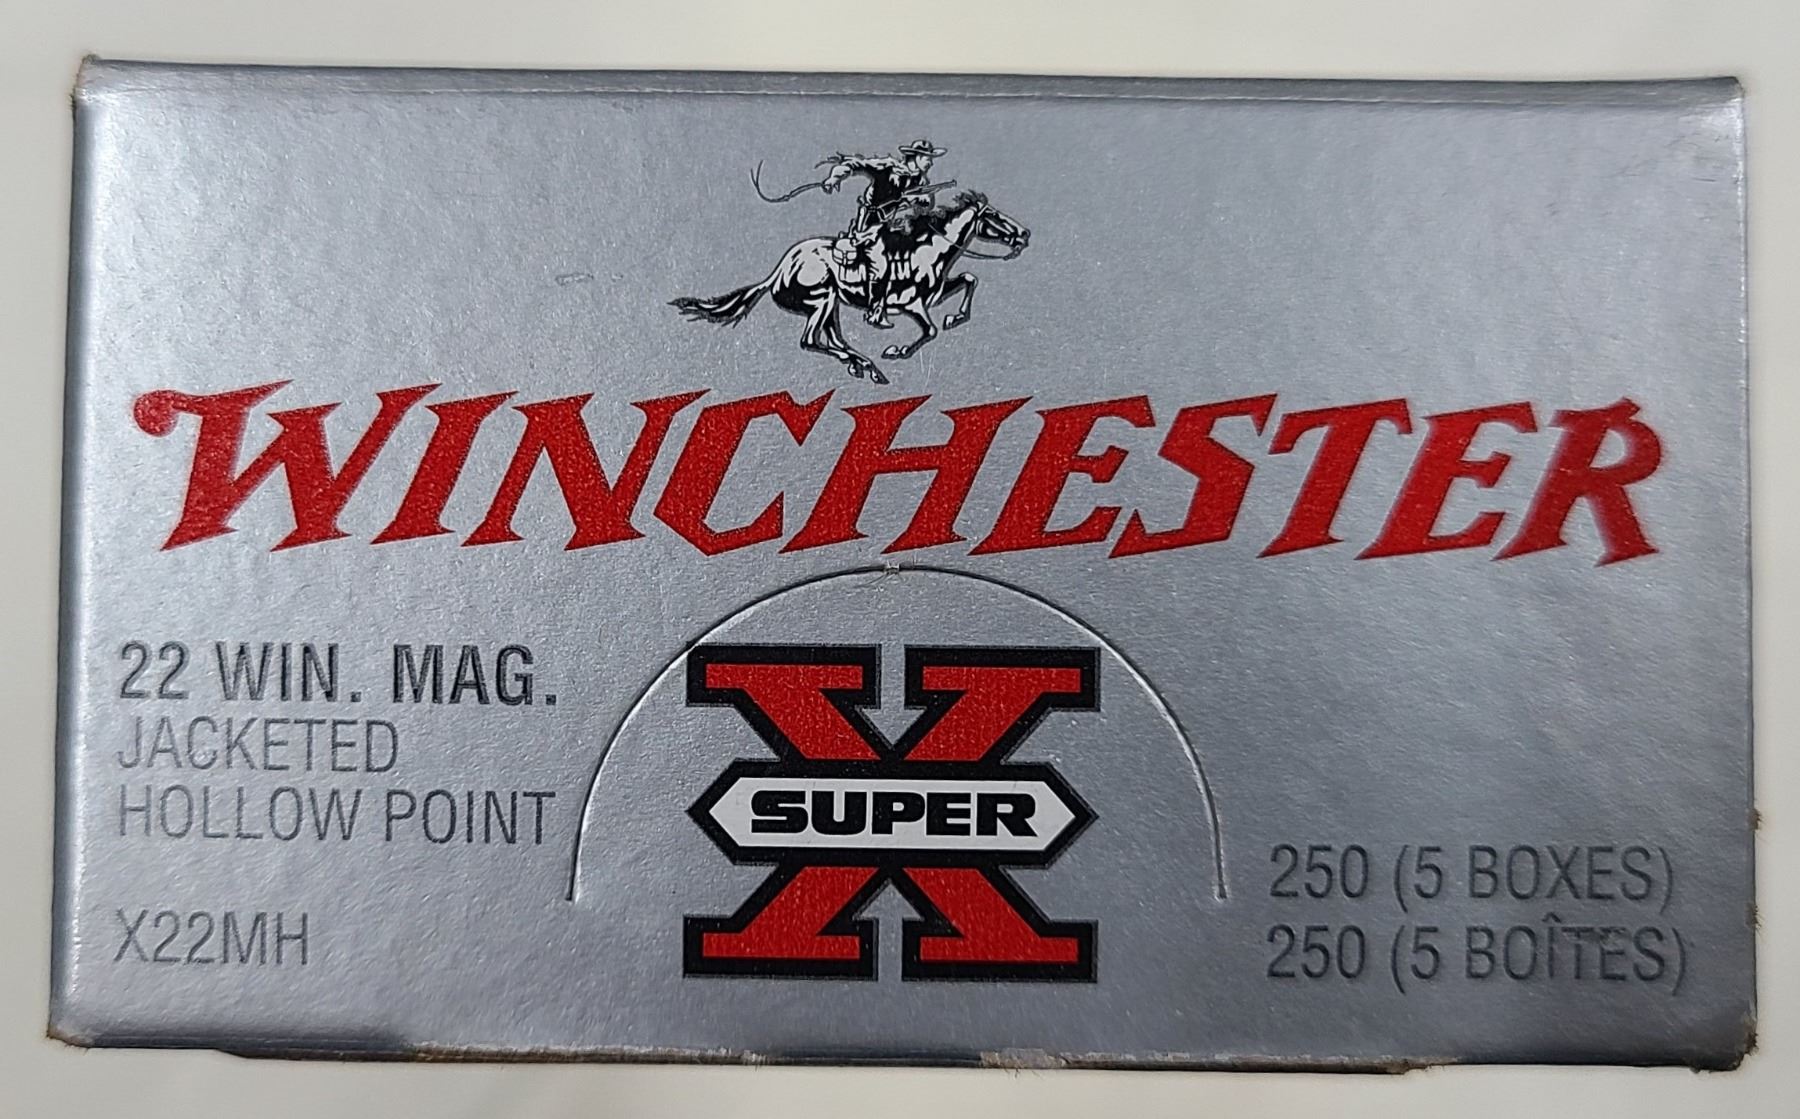 WINCHESTER
22 WIN. MAG.
JACKETED
HOLLOW POINT
X22MH
X
SUPER
250 (5 BOXES)
250 (5 BOÎTES)